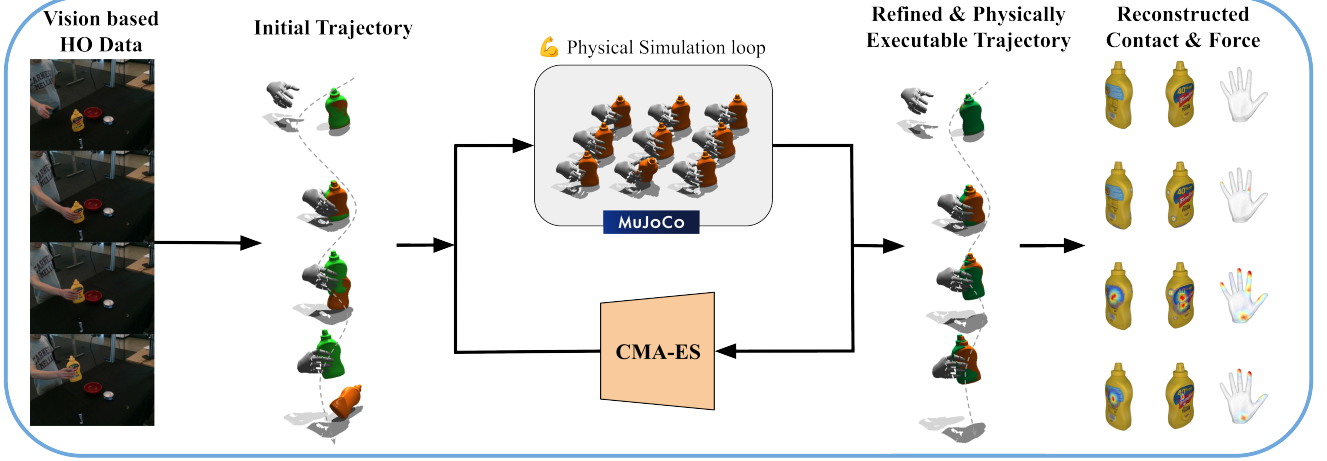 Vision based
HO Data
Initial Trajectory
💪 Physical Simulation loop
MuJoCo
CMA-ES
Refined & Physically
Executable Trajectory
Reconstructed
Contact & Force